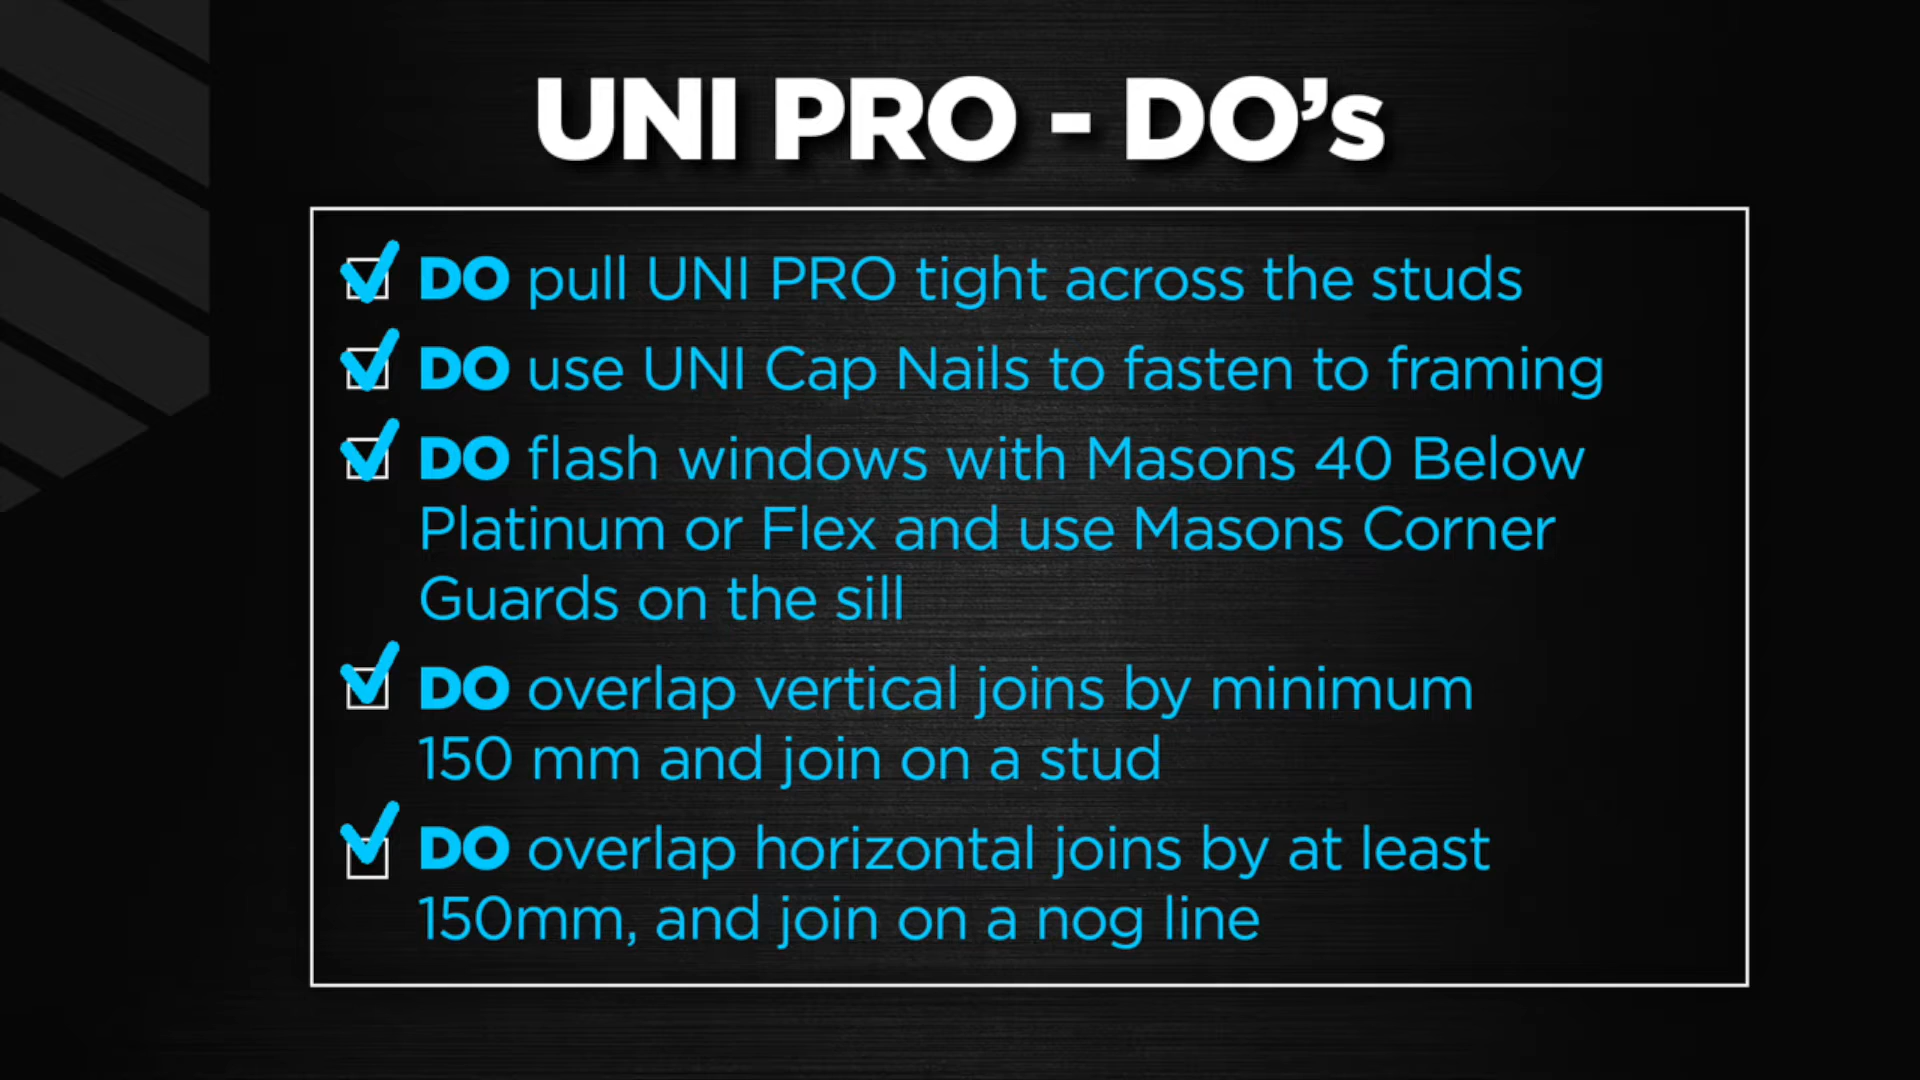 UNI PRO - DO’s
DO pull UNI PRO tight across the studs
DO use UNI Cap Nails to fasten to framing
DO flash windows with Masons 40 Below
Platinum or Flex and use Masons Corner
Guards on the sill
DO overlap vertical joins by minimum
150 mm and join on a stud
DO overlap horizontal joins by at least
150mm, and join on a nog line